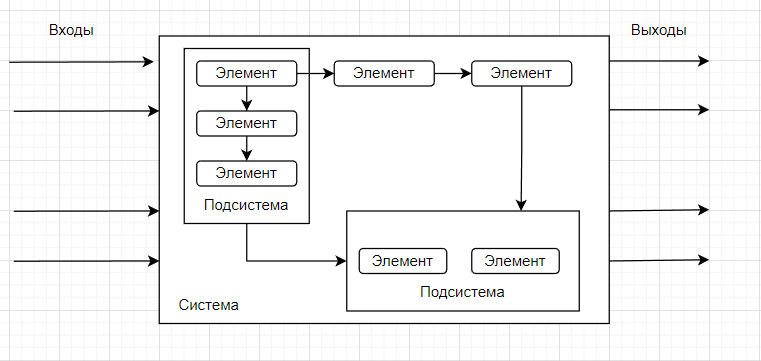 Входы
Выходы
Элемент
Элемент
Элемент
Элемент
Элемент
Подсистема
Элемент
Элемент
Подсистема
Система